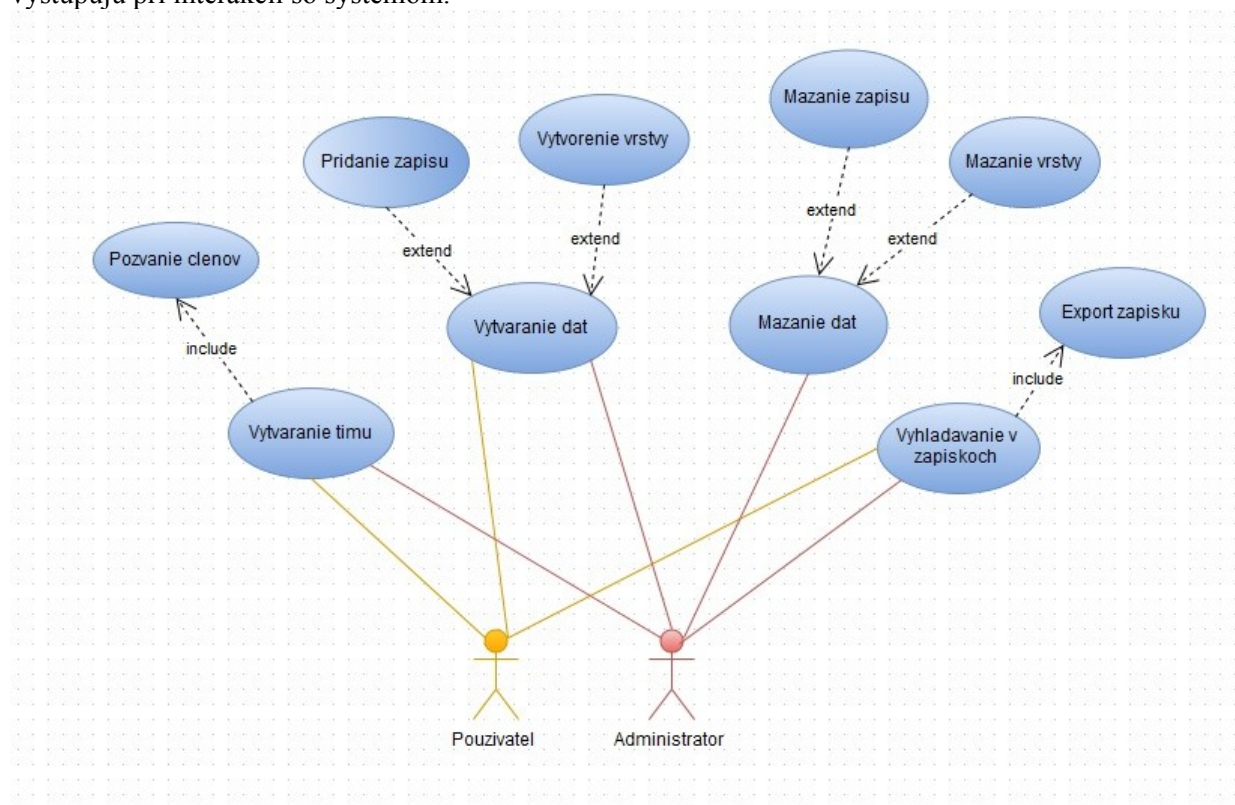 vystupujú pri interakcii so systémom.
Mazanie zapisu
Vytvorenie vrstvy
Pridanie zapisu
Mazanie vrstvy
extend
extend
extend
extend
Pozvanie clenov
Export zapisku
Vytvaranie dat
Mazanie dat
include
include
Vytvaranie timu
Vyhladavanie v
zapiskoch
Pouzivatel
Administrator